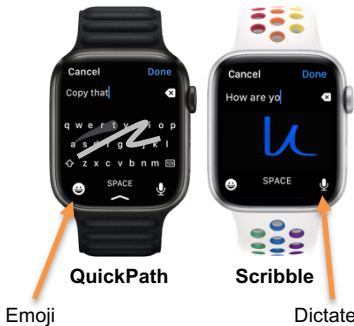 Cancel Done
Copy that
q w e r t y u i o p
a s d f g h j k l
z x c v b n m
SPACE
Cancel Done
How are yo
u
SPACE
QuickPath Scribble
Emoji Dictate